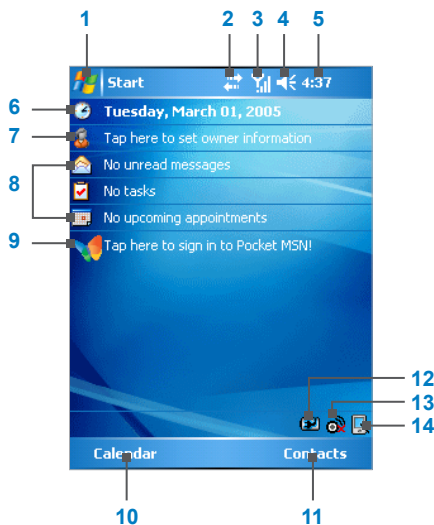 1 2 3 4 5
Start 4:37
6 Tuesday, March 01, 2005
7 Tap here to set owner information
8 No unread messages
No tasks
No upcoming appointments
9 Tap here to sign in to Pocket MSN!
12
13
14
Calendar Contacts
10 11